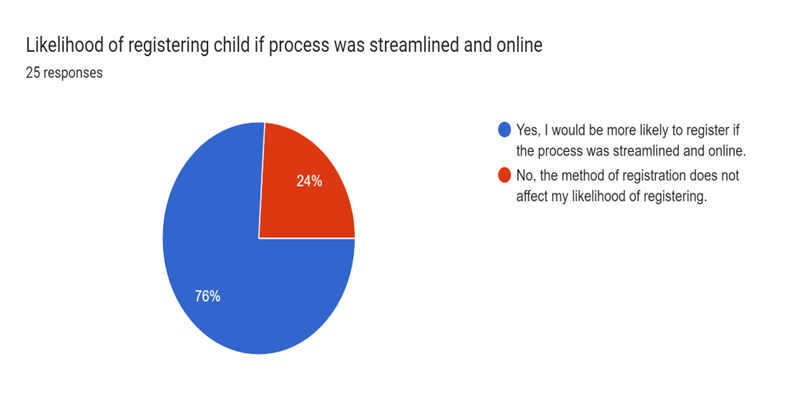 Likelihood of registering child if process was streamlined and online
25 responses
24%
76%
Yes, I would be more likely to register if
the process was streamlined and online.
No, the method of registration does not
affect my likelihood of registering.